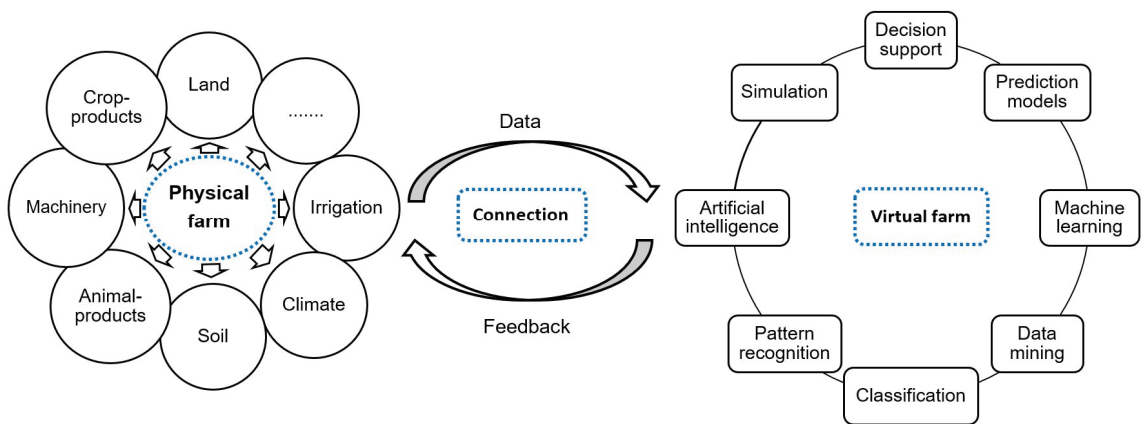 Land
.......
Irrigation
Climate
Soil
Animal-
products
Machinery
Crop-
products
Physical
farm
Data
Connection
Feedback
Decision
support
Prediction
models
Machine
learning
Data
mining
Classification
Pattern
recognition
Artificial
intelligence
Simulation
Virtual farm